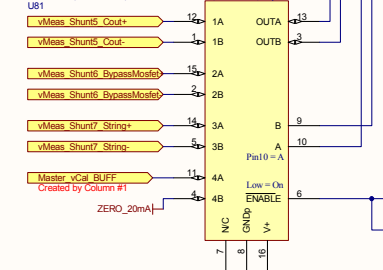 U81
vMeas_Shunt5_Cout+ 12 1A OUTA 13
vMeas_Shunt5_Cout- 1 1B OUTB 3
vMeas_Shunt6_BypassMosfet 15 2A
vMeas_Shunt6_BypassMosfet 2 2B
vMeas_Shunt7_String+ 14 3A B 9
vMeas_Shunt7_String- 5 3B A 10
Pin10 = A
Master_vCal_BUFF 11 4A
Created by Column #1 Low = On
ZERO_20mA 4 4B ENABLE 6
N/C GNDp V+
7 8 16